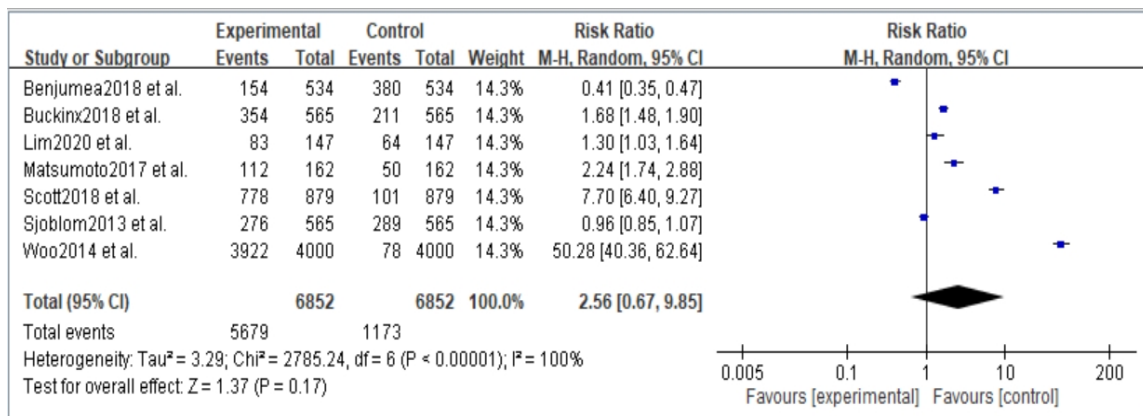 Experimental Control Risk Ratio Risk Ratio
Study or Subgroup Events Total Events Total Weight M-H, Random, 95% CI M-H, Random, 95% CI
Benjumea2018 et al. 154 534 380 534 14.3% 0.41 [0.35, 0.47]
Buckinx2018 et al. 354 565 211 565 14.3% 1.68 [1.48, 1.90]
Lim2020 et al. 83 147 64 147 14.3% 1.30 [1.03, 1.64]
Matsumoto2017 et al. 112 162 50 162 14.3% 2.24 [1.74, 2.88]
Scott2018 et al. 778 879 101 879 14.3% 7.70 [6.40, 9.27]
Sjoblom2013 et al. 276 565 289 565 14.3% 0.96 [0.85, 1.07]
Woo2014 et al. 3922 4000 78 4000 14.3% 50.28 [40.36, 62.64]
Total (95% CI) 6852 6852 100.0% 2.56 [0.67, 9.85]
Total events 5679 1173
Heterogeneity: Tau² = 3.29; Chi² = 2785.24, df = 6 (P < 0.00001); I² = 100%
Test for overall effect: Z = 1.37 (P = 0.17)
0.005 0.1 1 10 200
Favours [experimental] Favours [control]